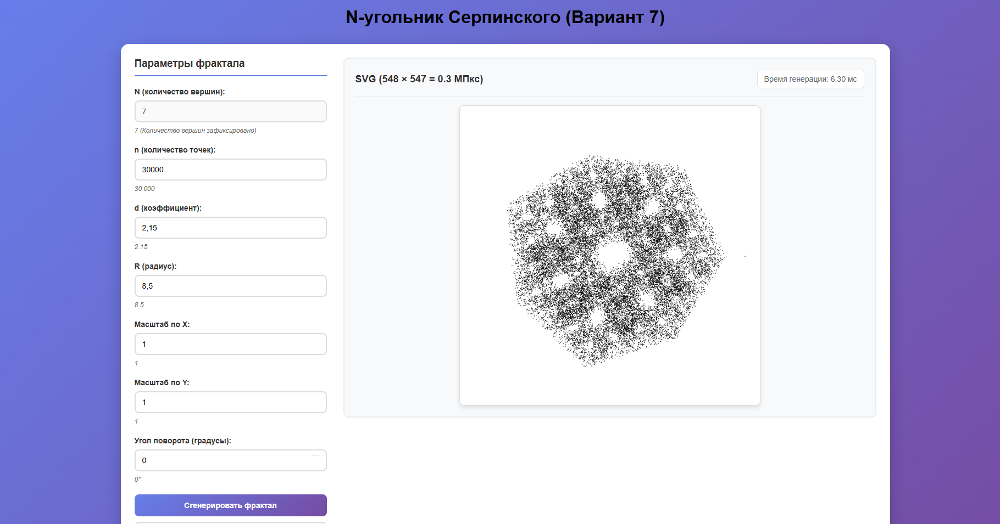 N-угольник Серпинского (Вариант 7)
Параметры фрактала
N (количество вершин):
7
7 (Количество вершин зафиксировано)
n (количество точек):
30000
30 000
d (коэффициент):
2,15
2.15
R (радиус):
8,5
8.5
Масштаб по X:
1
1
Масштаб по Y:
1
1
Угол поворота (градусы):
0
0°
Сгенерировать фрактал
SVG (548 × 547 = 0.3 МПкс)
Время генерации: 6.30 мс